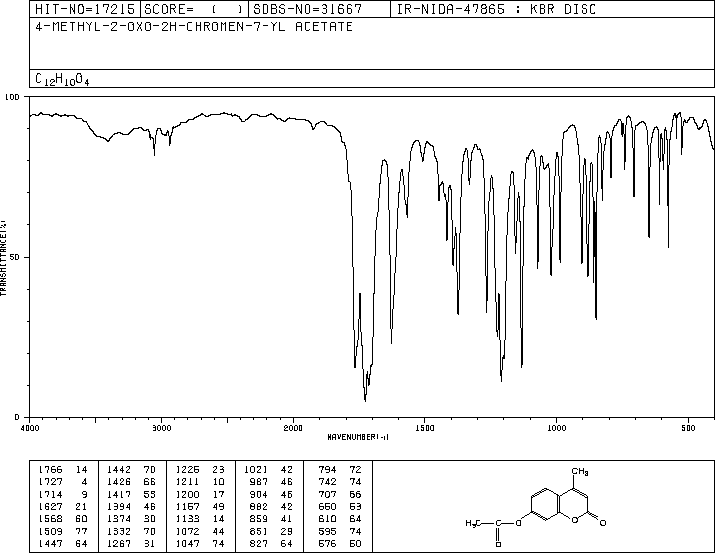 HIT-NO=17215 SCORE= ( ) SDBS-NO=31667 IR-NIDA-47865 : KBR DISC
4-METHYL-2-OXO-2H-CHROMEN-7-YL ACETATE
C12H10O4
100
50
0
TRANSMITTANCE(%)
4000 3000 2000 1500 1000 500
WAVENUMBER(-1)
1766 14 1442 70 1225 23 1021 42 794 72
1727 4 1426 66 1211 10 987 46 742 74
1714 9 1417 55 1200 17 904 46 707 66
1627 21 1394 46 1157 49 882 42 650 53
1568 60 1374 30 1133 14 859 41 610 64
1509 77 1332 70 1072 44 851 29 595 74
1447 64 1267 31 1047 74 827 64 576 50
CH3
H3C C O O O
O